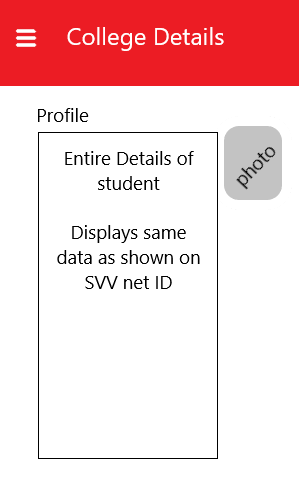 College Details
Profile
photo
Entire Details of
student
Displays same
data as shown on
SVV net ID